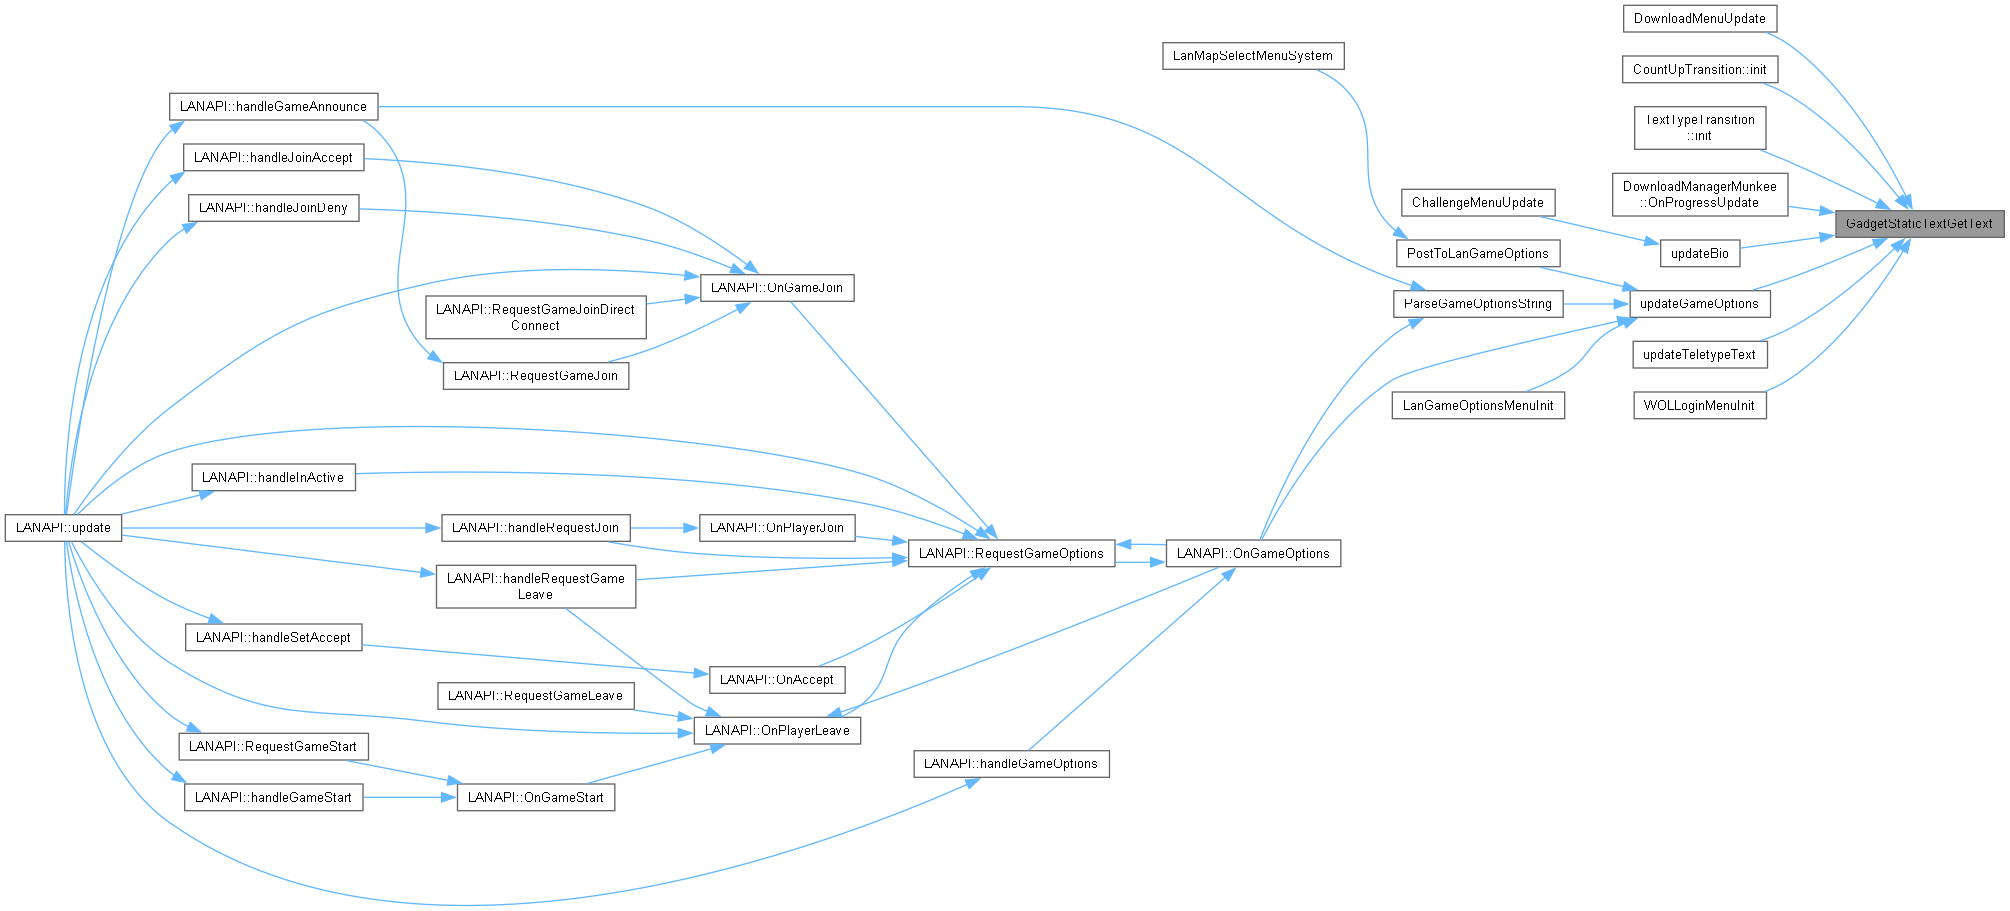 DownloadMenuUpdate
LanMapSelectMenuSystem
CountUpTransition::init
LANAPI::handleGameAnnounce
TextTypeTransition
::init
LANAPI::handleJoinAccept
DownloadManagerMunkee
::OnProgressUpdate
ChallengeMenuUpdate
LANAPI::handleJoinDeny
GadgetStaticTextGetText
PostToLanGameOptions
updateBio
LANAPI::OnGameJoin
ParseGameOptionsString
updateGameOptions
LANAPI::RequestGameJoinDirect
Connect
updateTeletypeText
LANAPI::RequestGameJoin
LanGameOptionsMenuInit
WOLLoginMenuInit
LANAPI::handleInActive
LANAPI::update
LANAPI::handleRequestJoin
LANAPI::OnPlayerJoin
LANAPI::RequestGameOptions
LANAPI::OnGameOptions
LANAPI::handleRequestGame
Leave
LANAPI::handleSetAccept
LANAPI::OnAccept
LANAPI::RequestGameLeave
LANAPI::OnPlayerLeave
LANAPI::RequestGameStart
LANAPI::handleGameOptions
LANAPI::handleGameStart
LANAPI::OnGameStart